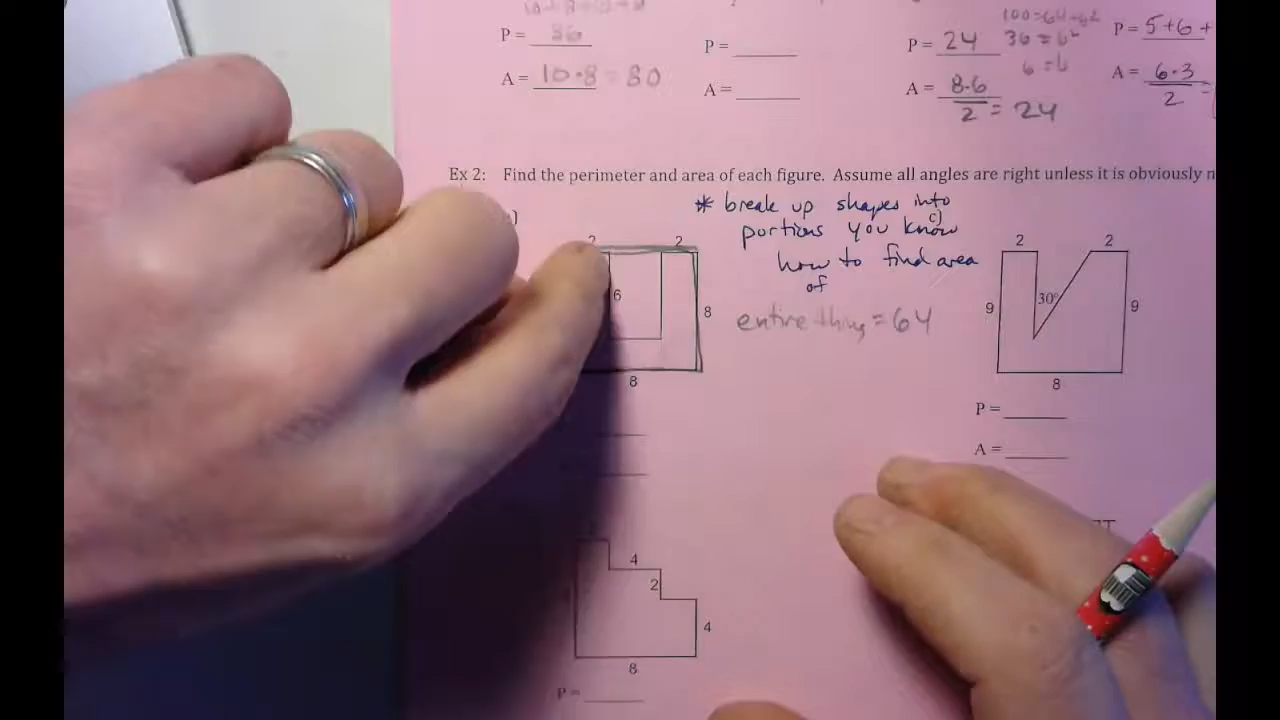 P = 36
A = 10·8 = 80
P =
A =
100=64+b²
P = 24
36 = b²
6 = b
A = 8·6
2 = 24
P = 5+6+
A = 6·3
2 =
Ex 2: Find the perimeter and area of each figure. Assume all angles are right unless it is obviously n
* break up shapes into
portions you know
how to find area
of
entire thing = 64
)
2 2
6
8
8
c)
2 2
9 30° 9
8
P =
A =
4
2
4
8
P =